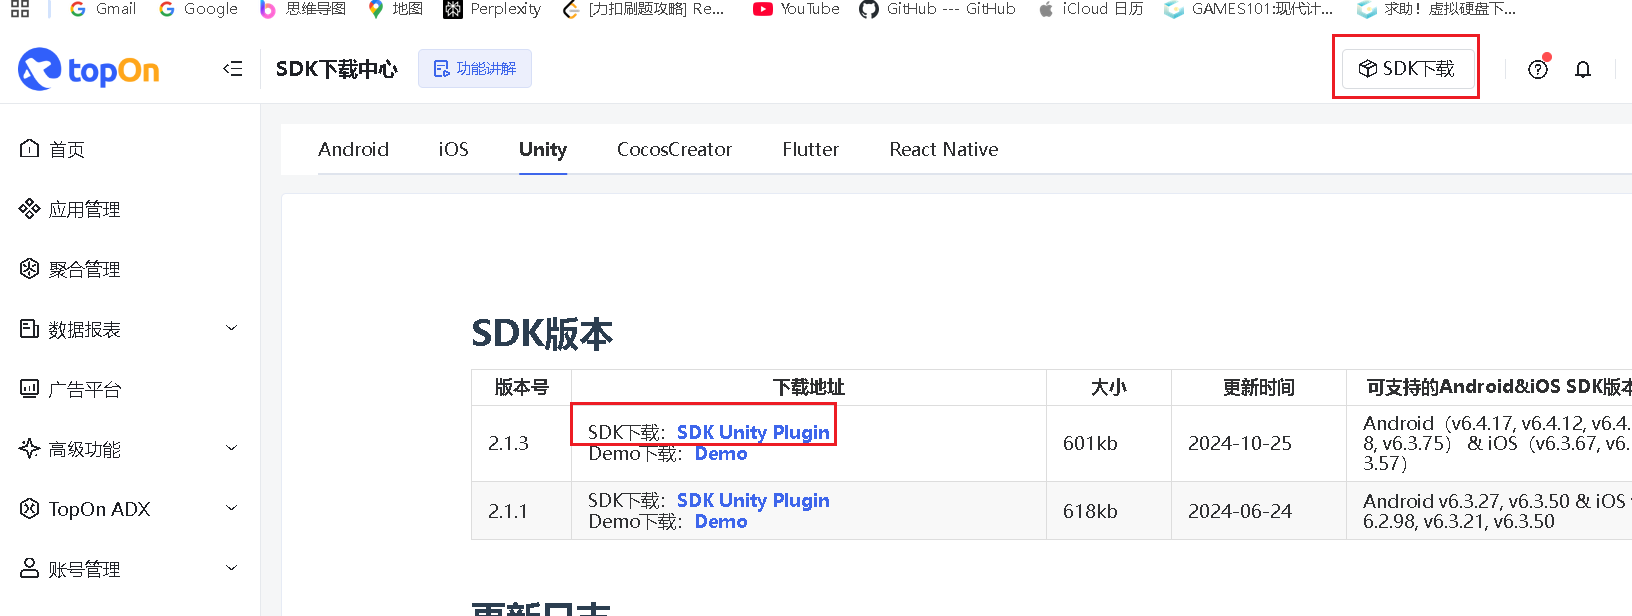 Gmail Google 思维导图 地图 Perplexity [力扣刷题攻略] Re... YouTube GitHub --- GitHub iCloud 日历 GAMES101:现代计... 求助！虚拟硬盘下...
topOn SDK下载中心 功能讲解 SDK下载
首页
应用管理
聚合管理
数据报表
广告平台
高级功能
TopOn ADX
账号管理
Android iOS Unity CocosCreator Flutter React Native
SDK版本
版本号 下载地址 大小 更新时间 可支持的Android&iOS SDK版本
2.1.3
SDK下载：SDK Unity Plugin
Demo下载：Demo
601kb
2024-10-25
Android（v6.4.17, v6.4.12, v6.4.
8, v6.3.75） & iOS（v6.3.67, v6.
3.57）
2.1.1
SDK下载：SDK Unity Plugin
Demo下载：Demo
618kb
2024-06-24
Android v6.3.27, v6.3.50 & iOS v
6.2.98, v6.3.21, v6.3.50
更新日志